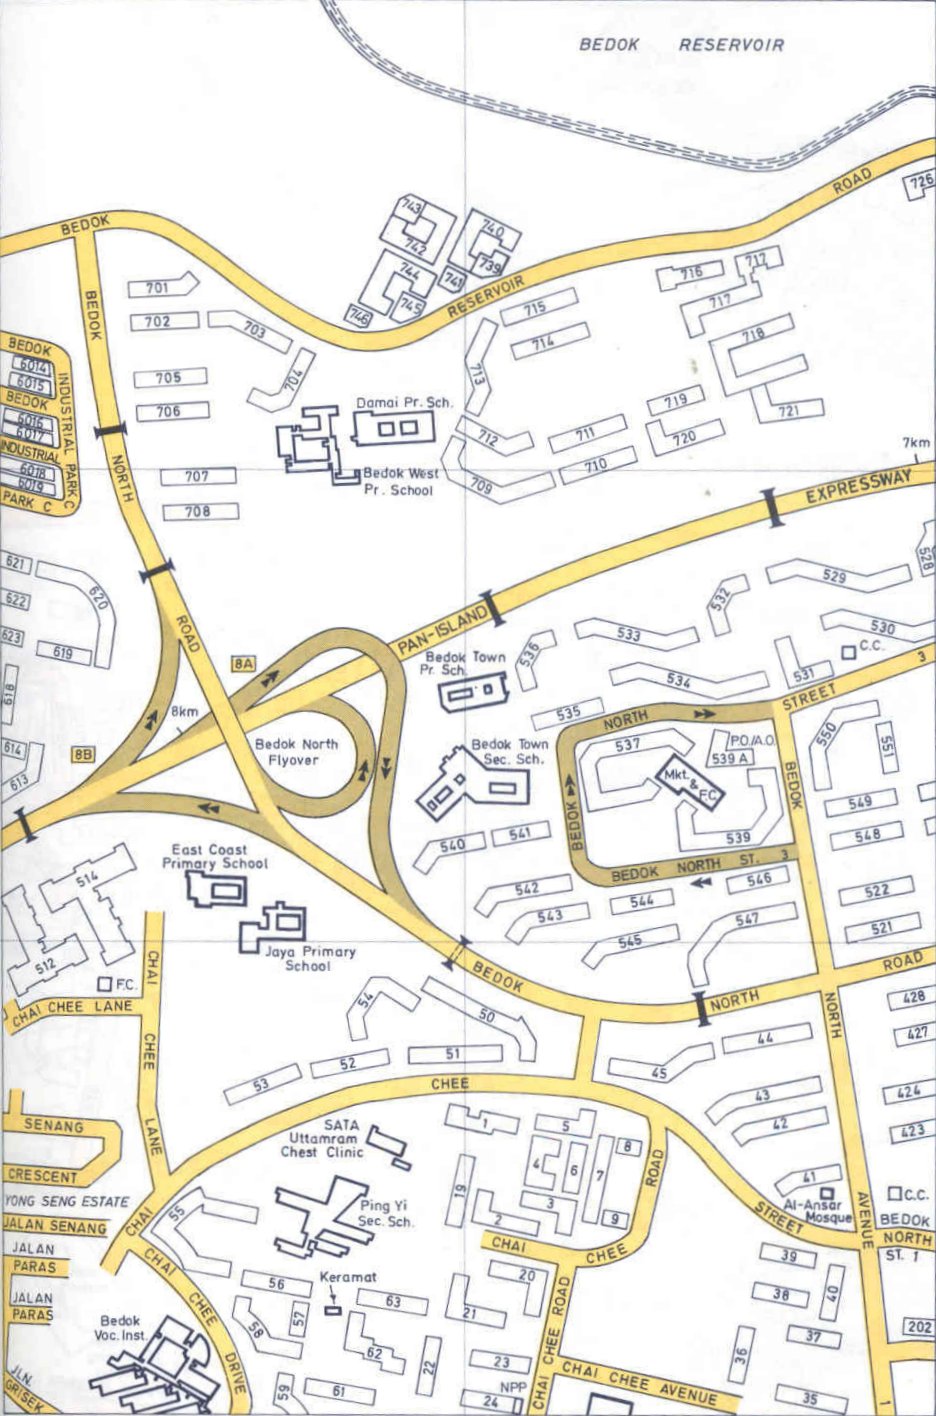 BEDOK RESERVOIR
ROAD
726
BEDOK
743
742
740
739
744
741
745
746
RESERVOIR
701
702
703
704
705
706
707
708
715
714
713
716
717
717
718
719
720
721
BEDOK
6014
6015
BEDOK
6016
6017
INDUSTRIAL
6018
6019
PARK C
INDUSTRIAL PARK C
BEDOK
NORTH
ROAD
Damai Pr. Sch.
Bedok West
Pr. School
712
711
710
709
7km
EXPRESSWAY
PAN-ISLAND
621
622
623
620
619
618
614
613
8A
8km
8B
Bedok North
Flyover
Bedok Town
Pr. Sch.
Bedok Town
Sec. Sch.
528
529
530
531
532
533
534
535
536
C.C.
STREET 3
BEDOK NORTH
537
P.O./A.O.
539 A
Mkt.
&
F.C.
539
BEDOK NORTH ST. 3
550
551
549
548
546
547
540
541
542
543
544
545
522
521
East Coast
Primary School
Jaya Primary
School
514
512
F.C.
CHAI CHEE LANE
CHAI
CHEE
LANE
BEDOK
NORTH
ROAD
BEDOK
NORTH
AVENUE
1
428
427
424
423
54
50
53
52
51
44
45
43
42
41
CHAI
CHEE
STREET
SENANG
CRESCENT
YONG SENG ESTATE
JALAN SENANG
JALAN
PARAS
JALAN
PARAS
JLN.
GRISEK
SATA
Uttamram
Chest Clinic
Ping Yi
Sec. Sch.
1
5
4
6
7
8
3
2
9
19
ROAD
CHAI CHEE
CHAI CHEE ROAD
Al-Ansar
Mosque
C.C.
BEDOK
NORTH
ST. 1
55
56
57
58
59
Keramat
63
62
61
22
20
21
23
NPP
24
CHAI
CHEE
DRIVE
Bedok
Voc. Inst.
CHAI CHEE AVENUE
39
38
40
37
36
35
202